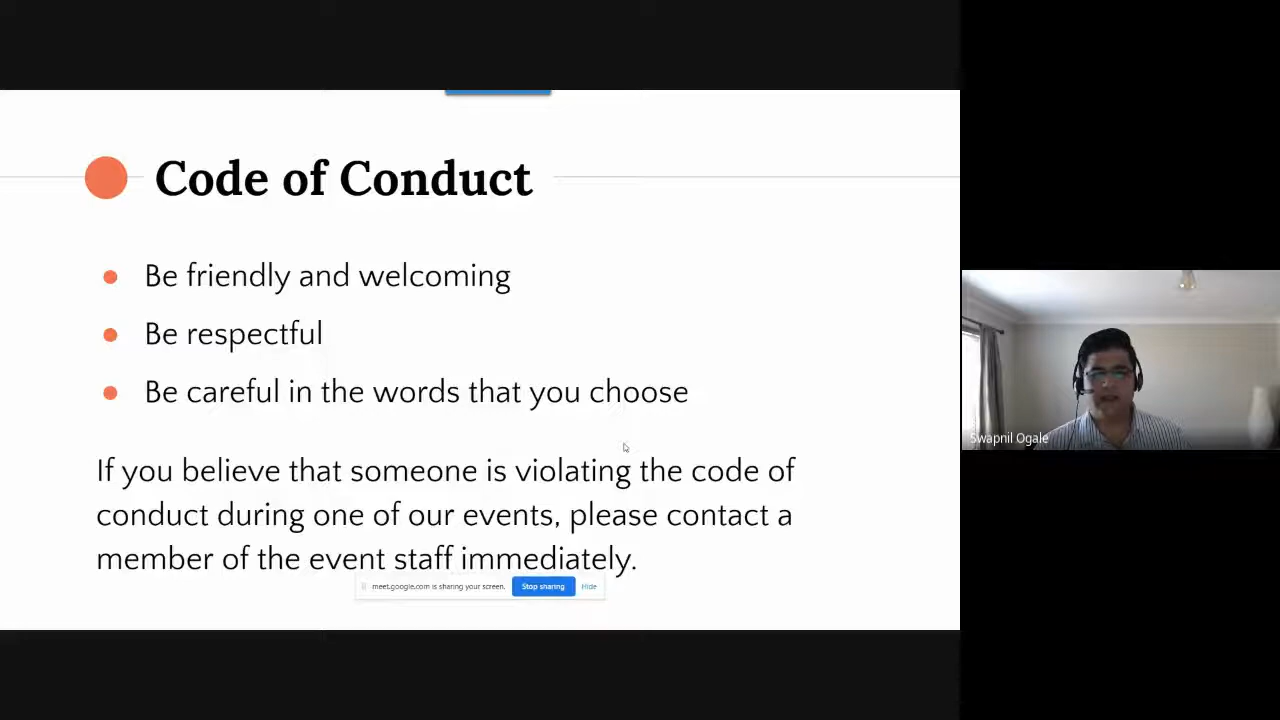 Code of Conduct
Be friendly and welcoming
Be respectful
Be careful in the words that you choose
If you believe that someone is violating the code of
conduct during one of our events, please contact a
member of the event staff immediately.
meet.google.com is sharing your screen. Stop sharing Hide
Swapnil Ogale